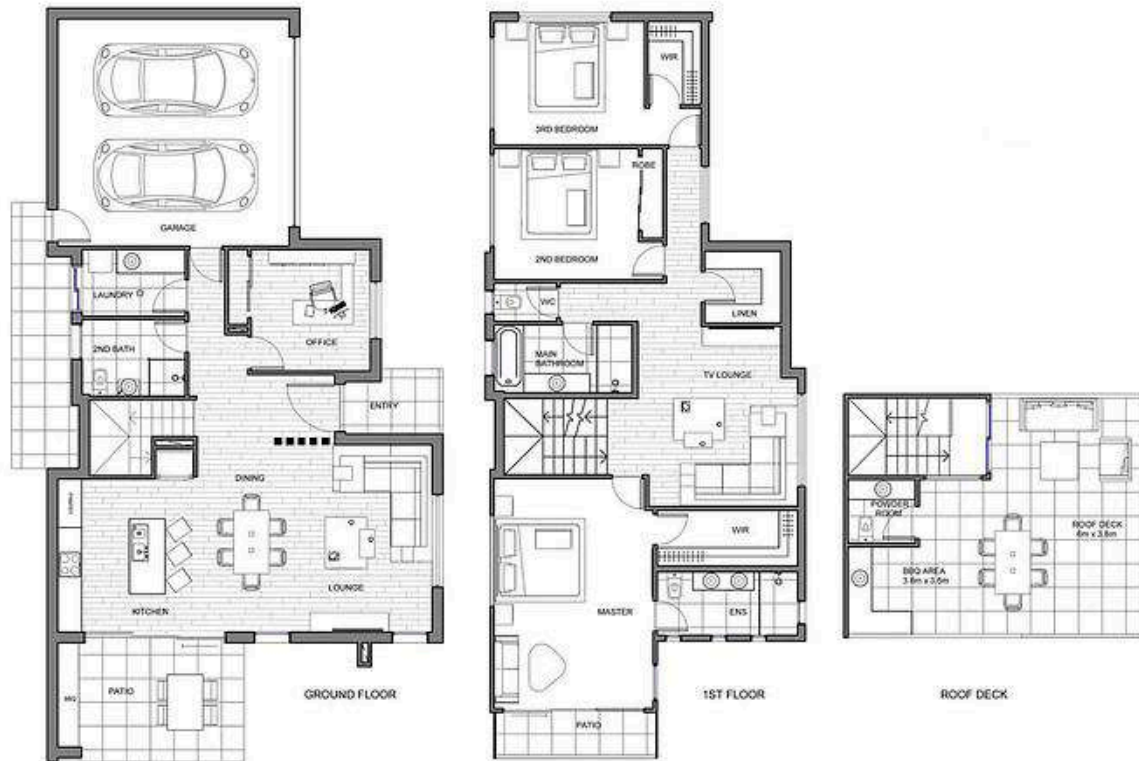 GARAGE
LAUNDRY
2ND BATH
OFFICE
ENTRY
DINING
KITCHEN
LOUNGE
PATIO
BBQ
GROUND FLOOR
WIR
3RD BEDROOM
ROBE
2ND BEDROOM
WC
LINEN
MAIN
BATHROOM
TV LOUNGE
WIR
MASTER
ENS
PATIO
1ST FLOOR
POWDER
ROOM
ROOF DECK
6m x 3.8m
BBQ AREA
3.6m x 3.6m
ROOF DECK